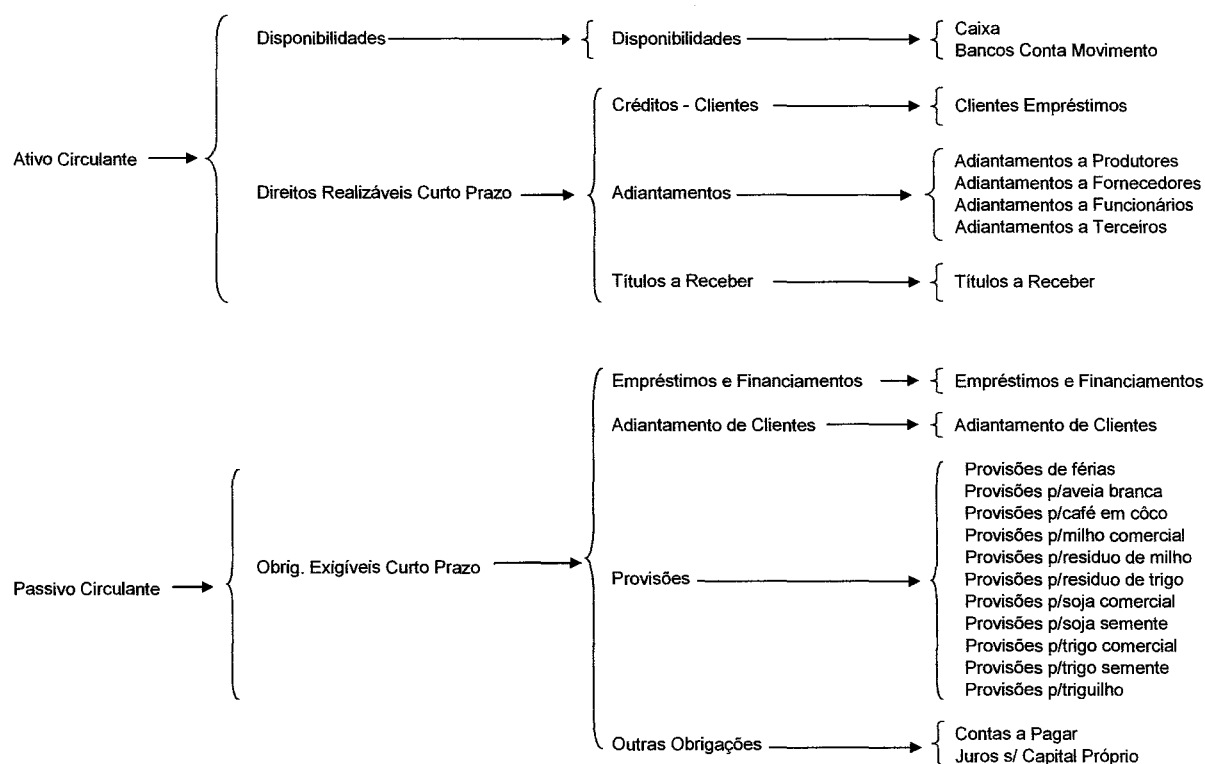 Ativo Circulante
Disponibilidades
Disponibilidades
Caixa
Bancos Conta Movimento
Direitos Realizáveis Curto Prazo
Créditos - Clientes
Clientes Empréstimos
Adiantamentos
Adiantamentos a Produtores
Adiantamentos a Fornecedores
Adiantamentos a Funcionários
Adiantamentos a Terceiros
Títulos a Receber
Títulos a Receber
Passivo Circulante
Obrig. Exigíveis Curto Prazo
Empréstimos e Financiamentos
Empréstimos e Financiamentos
Adiantamento de Clientes
Adiantamento de Clientes
Provisões
Provisões de férias
Provisões p/aveia branca
Provisões p/café em côco
Provisões p/milho comercial
Provisões p/residuo de milho
Provisões p/residuo de trigo
Provisões p/soja comercial
Provisões p/soja semente
Provisões p/trigo comercial
Provisões p/trigo semente
Provisões p/triguilho
Outras Obrigações
Contas a Pagar
Juros s/ Capital Próprio